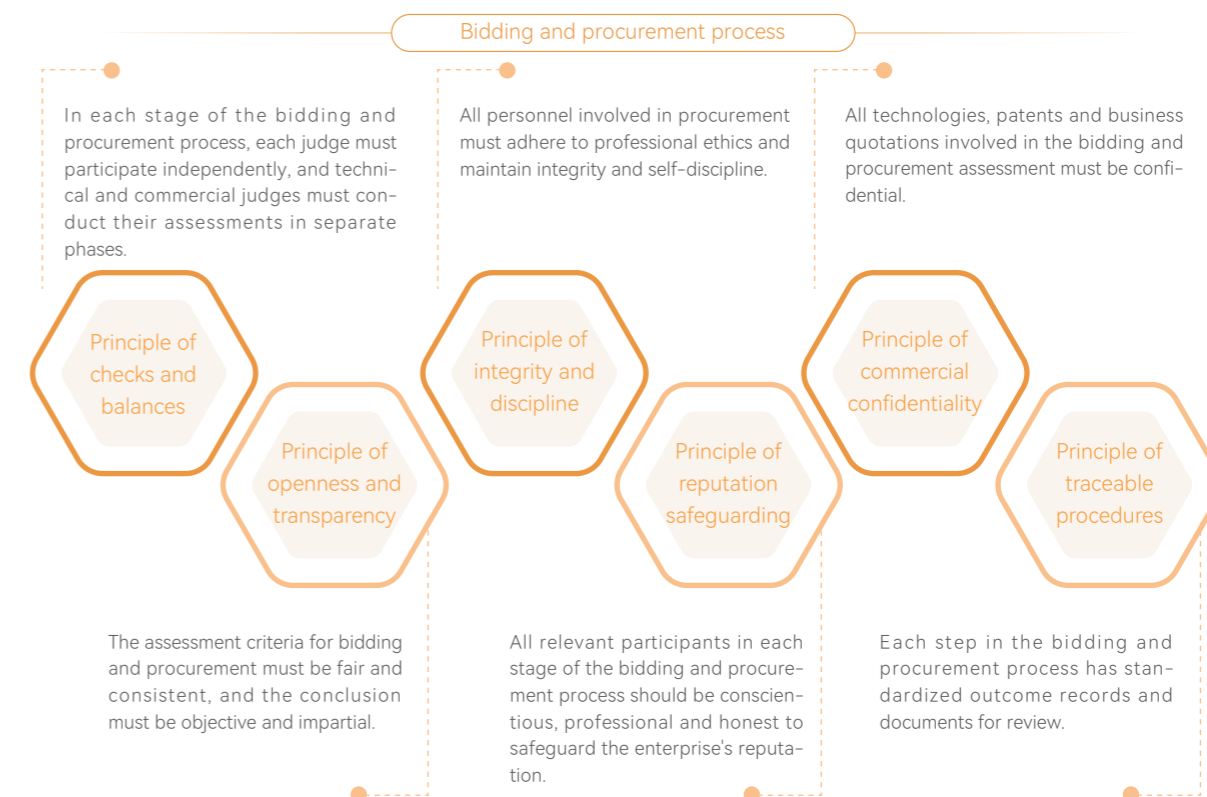 Bidding and procurement process
In each stage of the bidding and
procurement process, each judge must
participate independently, and techni-
cal and commercial judges must con-
duct their assessments in separate
phases.
All personnel involved in procurement
must adhere to professional ethics and
maintain integrity and self-discipline.
All technologies, patents and business
quotations involved in the bidding and
procurement assessment must be confi-
dential.
Principle of
checks and
balances
Principle of
openness and
transparency
Principle of
integrity and
discipline
Principle of
reputation
safeguarding
Principle of
commercial
confidentiality
Principle of
traceable
procedures
The assessment criteria for bidding
and procurement must be fair and
consistent, and the conclusion
must be objective and impartial.
All relevant participants in each
stage of the bidding and procure-
ment process should be conscien-
tious, professional and honest to
safeguard the enterprise's reputa-
tion.
Each step in the bidding and
procurement process has stan-
dardized outcome records and
documents for review.